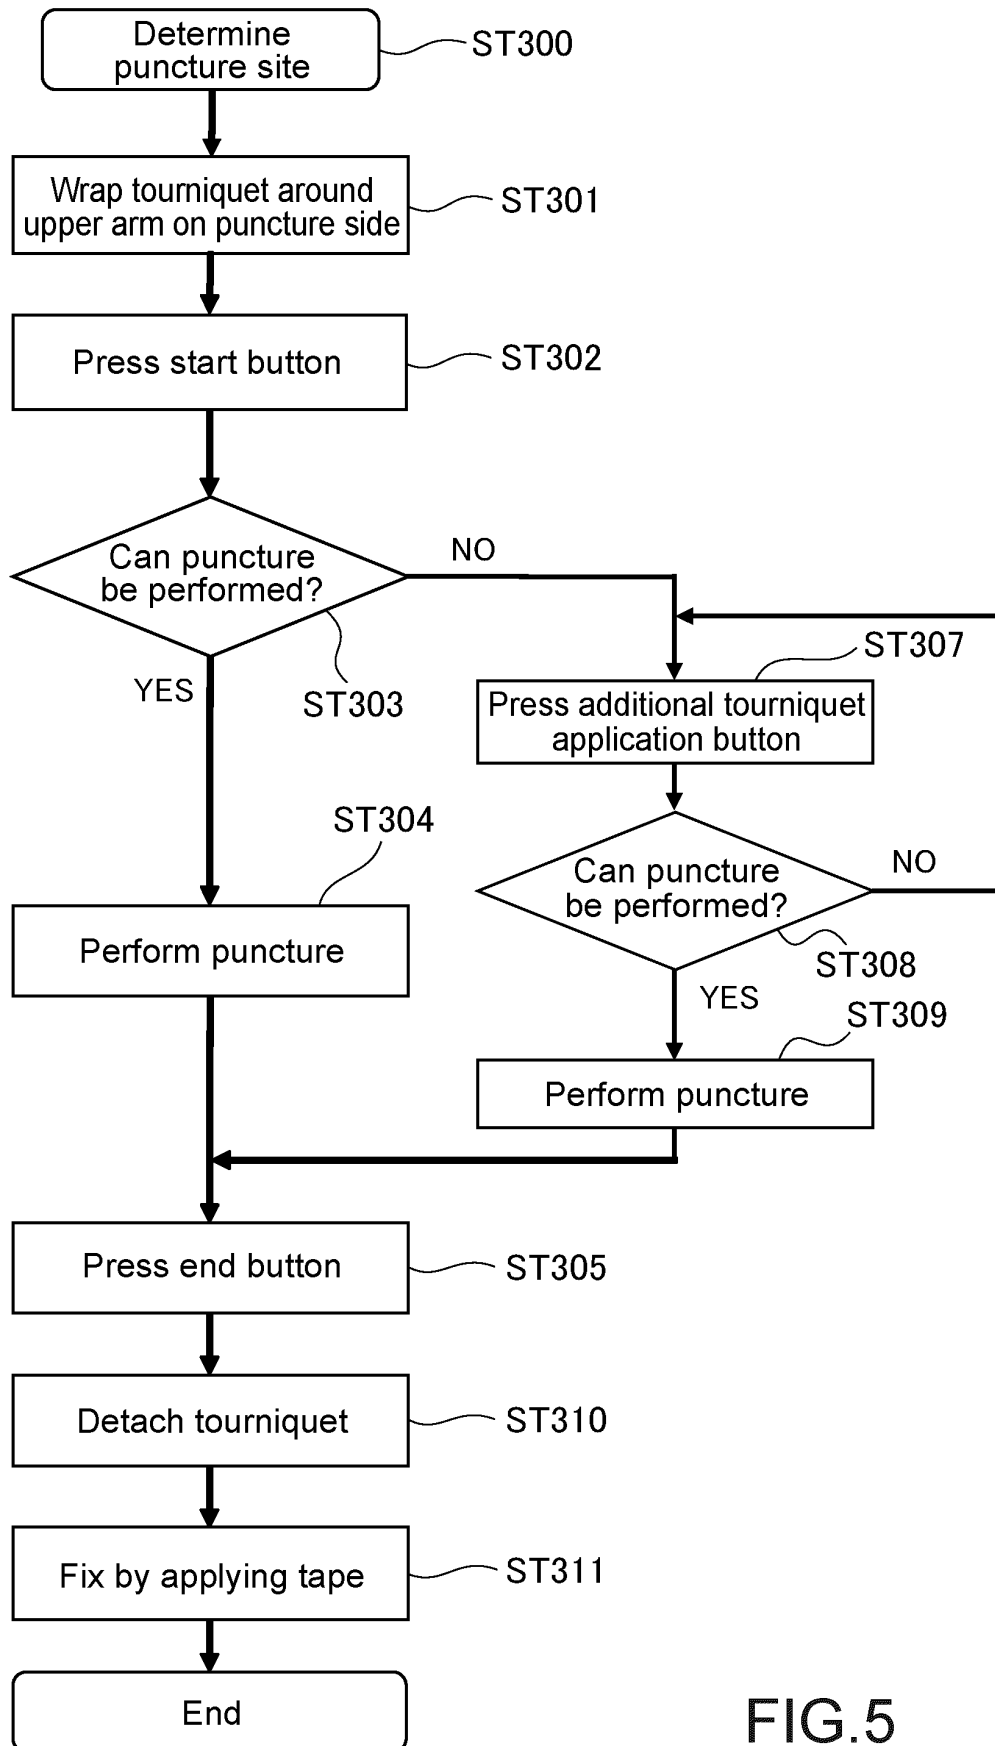 Determine
puncture site
ST300
Wrap tourniquet around
upper arm on puncture side
ST301
Press start button
ST302
Can puncture
be performed?
NO
YES
ST303
ST307
Press additional tourniquet
application button
ST304
Can puncture
be performed?
NO
ST308
YES
Perform puncture
ST309
Perform puncture
Press end button
ST305
Detach tourniquet
ST310
Fix by applying tape
ST311
End
FIG.5